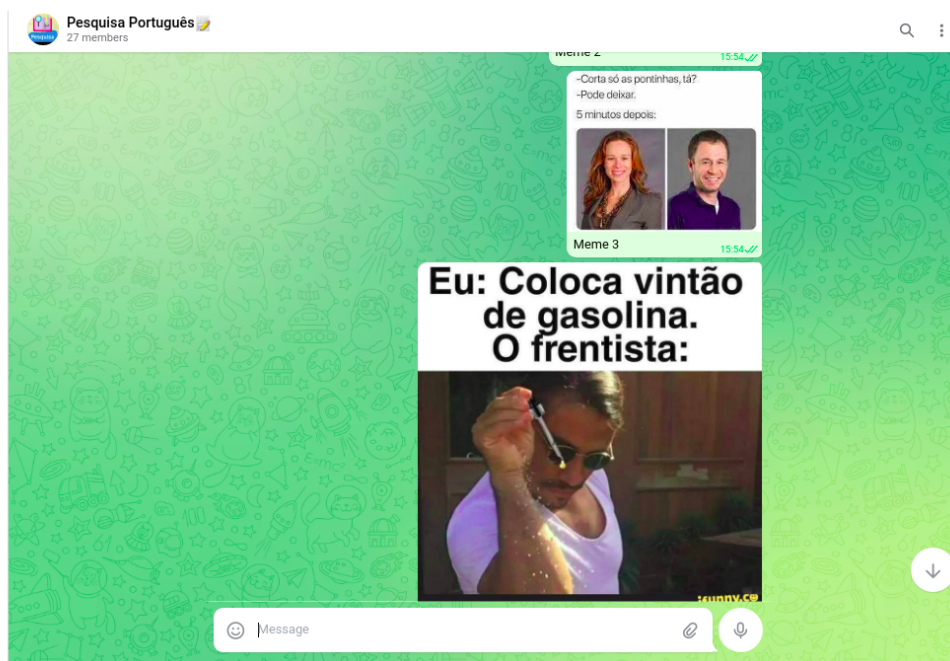 Pesquisa Português
27 members
Meme 2
15:54
-Corta só as pontinhas, tá?
-Pode deixar.
5 minutos depois:
Meme 3
15:54
Eu: Coloca vintão
de gasolina.
O frentista:
ifunny.co
Message